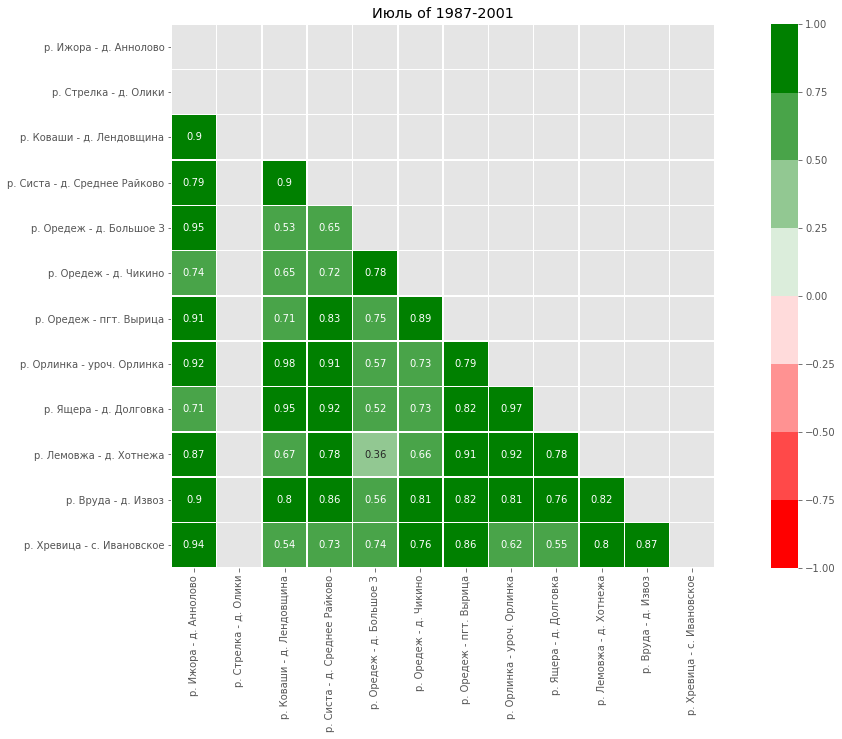 Июль of 1987-2001
р. Ижора - д. Аннолово
р. Стрелка - д. Олики
р. Коваши - д. Лендовщина
0.9
р. Систа - д. Среднее Райково
0.79 0.9
р. Оредеж - д. Большое З
0.95 0.53 0.65
р. Оредеж - д. Чикино
0.74 0.65 0.72 0.78
р. Оредеж - пгт. Вырица
0.91 0.71 0.83 0.75 0.89
р. Орлинка - уроч. Орлинка
0.92 0.98 0.91 0.57 0.73 0.79
р. Ящера - д. Долговка
0.71 0.95 0.92 0.52 0.73 0.82 0.97
р. Лемовжа - д. Хотнежа
0.87 0.67 0.78 0.36 0.66 0.91 0.92 0.78
р. Вруда - д. Извоз
0.9 0.8 0.86 0.56 0.81 0.82 0.81 0.76 0.82
р. Хревица - с. Ивановское
0.94 0.54 0.73 0.74 0.76 0.86 0.62 0.55 0.8 0.87
р. Ижора - д. Аннолово
р. Стрелка - д. Олики
р. Коваши - д. Лендовщина
р. Систа - д. Среднее Райково
р. Оредеж - д. Большое З
р. Оредеж - д. Чикино
р. Оредеж - пгт. Вырица
р. Орлинка - уроч. Орлинка
р. Ящера - д. Долговка
р. Лемовжа - д. Хотнежа
р. Вруда - д. Извоз
р. Хревица - с. Ивановское
1.00
0.75
0.50
0.25
0.00
−0.25
−0.50
−0.75
−1.00